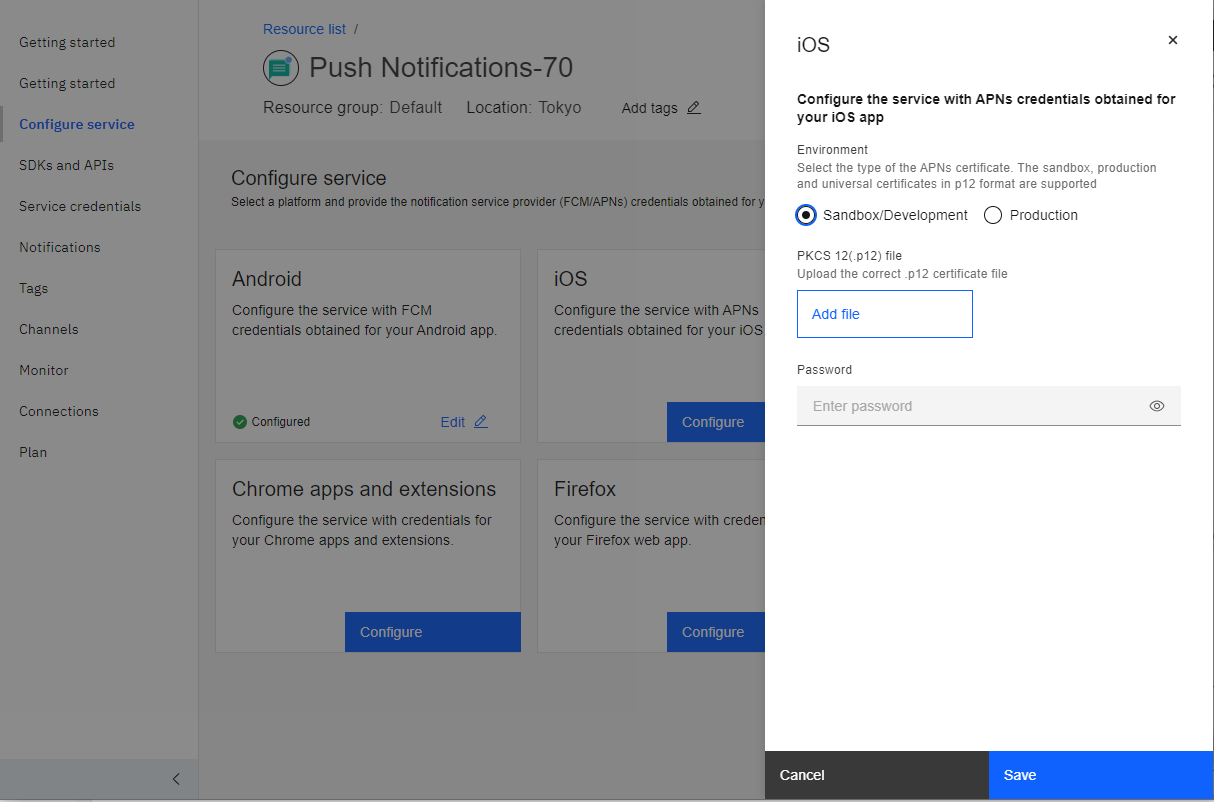 Getting started
Getting started
Configure service
SDKs and APIs
Service credentials
Notifications
Tags
Channels
Monitor
Connections
Plan
Resource list /
Push Notifications-70
Resource group: Default Location: Tokyo Add tags
Configure service
Select a platform and provide the notification service provider (FCM/APNs) credentials obtained for
Android
Configure the service with FCM
credentials obtained for your Android app.
Configured
Edit
iOS
Configure the service with APNs
credentials obtained for your iOS
Configure
Chrome apps and extensions
Configure the service with credentials for
your Chrome apps and extensions.
Configure
Firefox
Configure the service with
your Firefox web app.
Configure
iOS
Configure the service with APNs credentials obtained for
your iOS app
Environment
Select the type of the APNs certificate. The sandbox, production
and universal certificates in p12 format are supported
Sandbox/Development Production
PKCS 12(.p12) file
Upload the correct .p12 certificate file
Add file
Password
Enter password
Cancel
Save